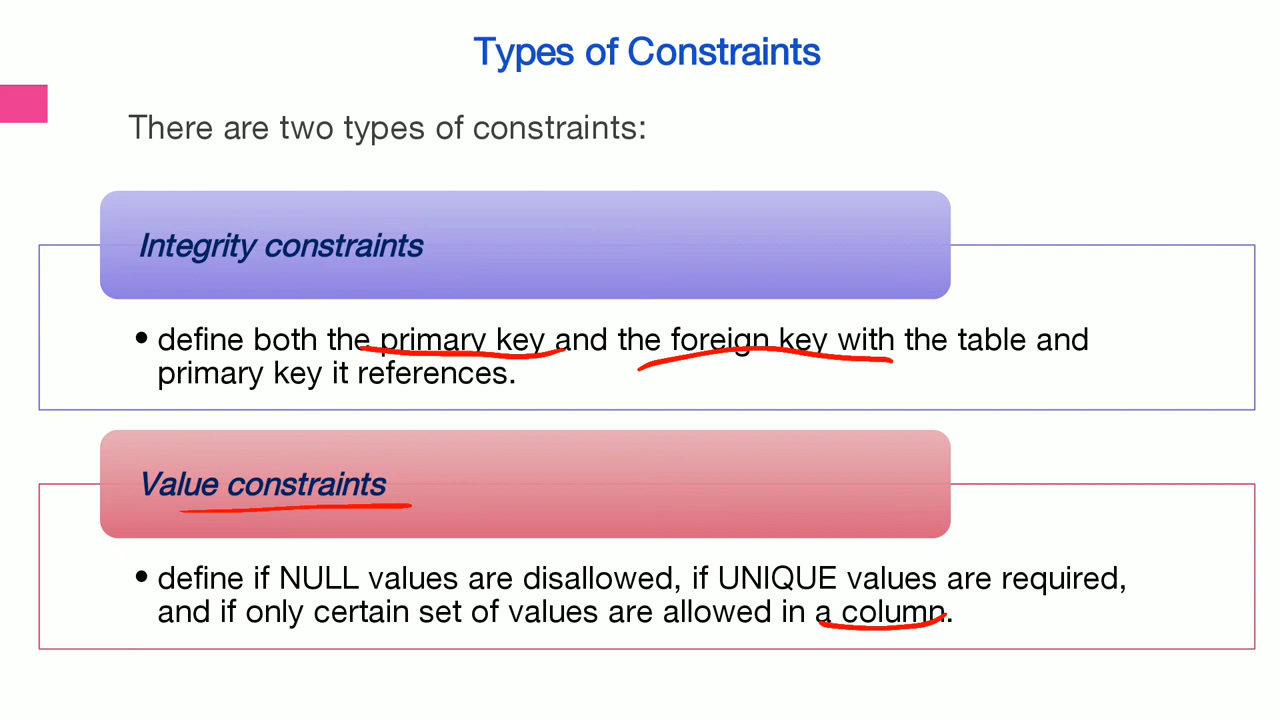 Types of Constraints
There are two types of constraints:
Integrity constraints
• define both the primary key and the foreign key with the table and
primary key it references.
Value constraints
• define if NULL values are disallowed, if UNIQUE values are required,
and if only certain set of values are allowed in a column.